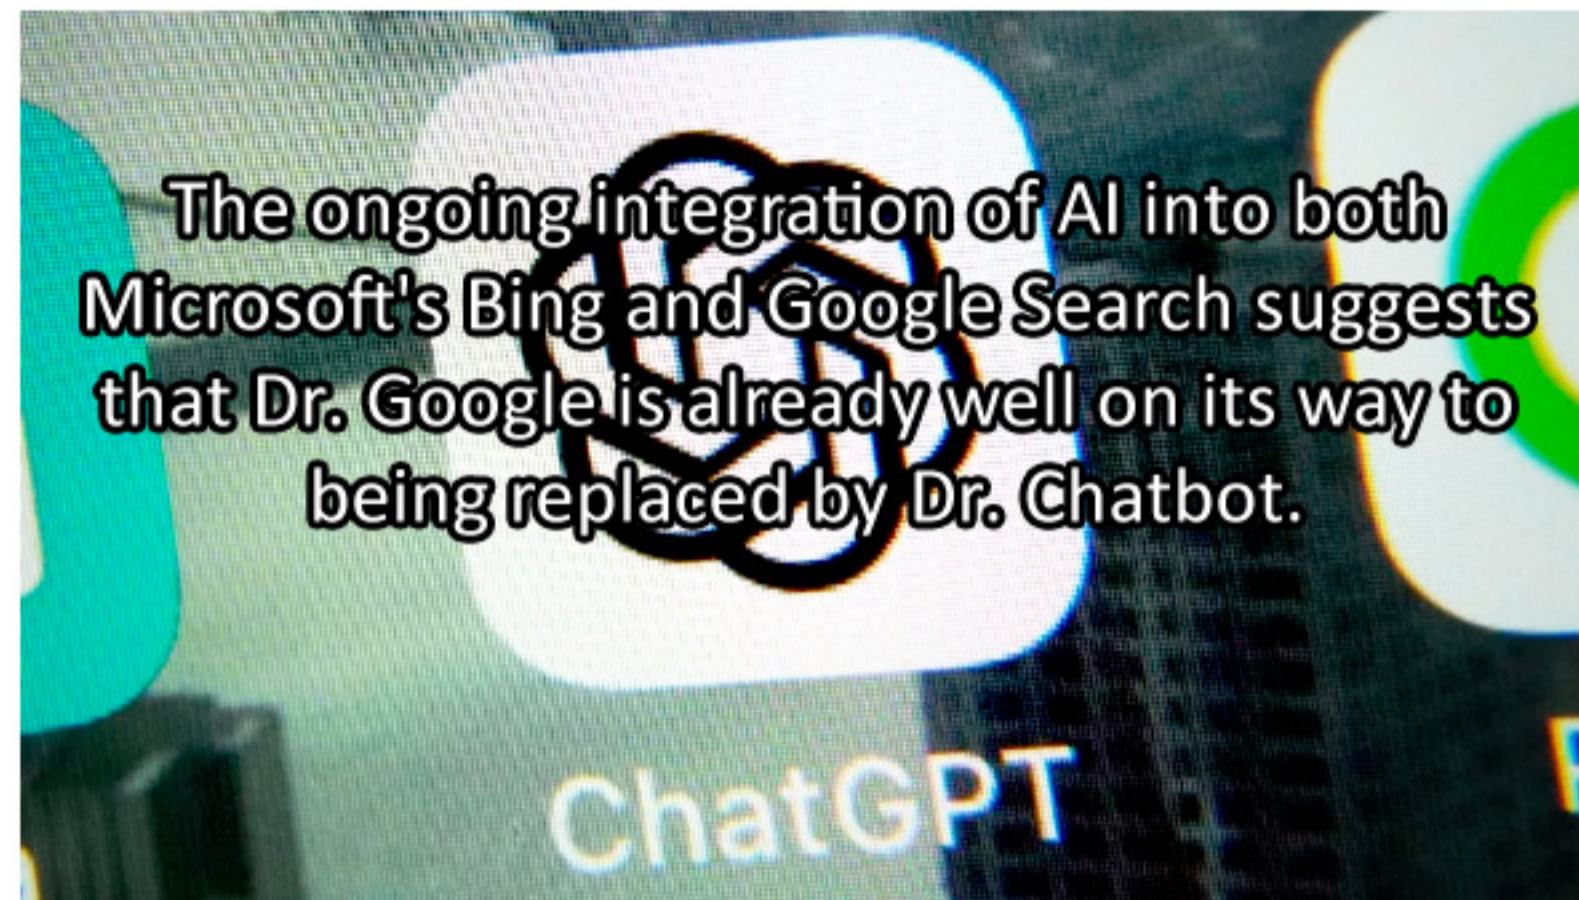 The ongoing integration of AI into both
Microsoft's Bing and Google Search suggests
that Dr. Google is already well on its way to
being replaced by Dr. Chatbot.
ChatGPT